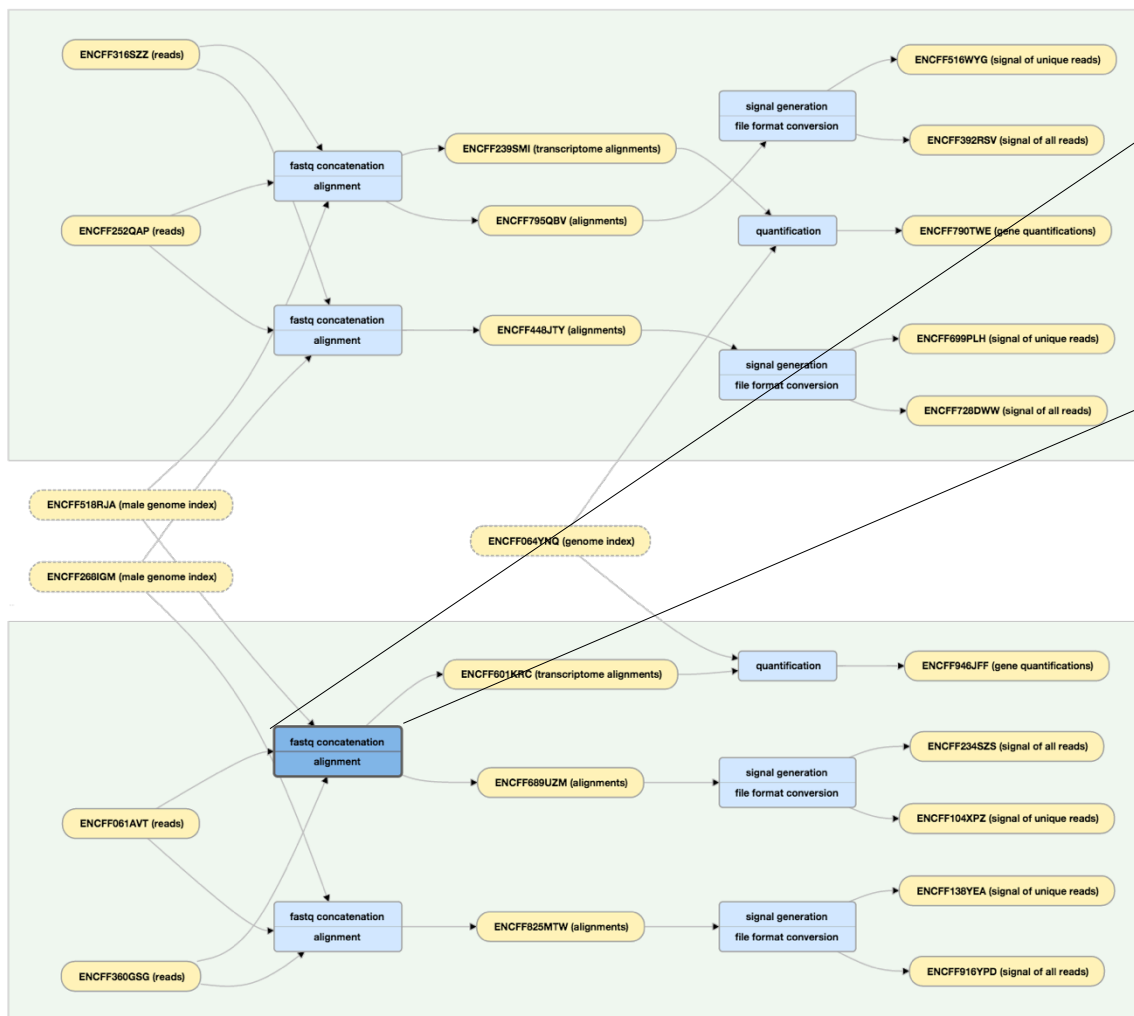 ENCFF316SZZ (reads)
ENCFF516WYG (signal of unique reads)
signal generation
file format conversion
ENCFF392RSV (signal of all reads)
ENCFF239SMI (transcriptome alignments)
fastq concatenation
alignment
ENCFF795QBV (alignments)
ENCFF252QAP (reads)
quantification
ENCFF790TWE (gene quantifications)
fastq concatenation
alignment
ENCFF448JTY (alignments)
ENCFF699PLH (signal of unique reads)
signal generation
file format conversion
ENCFF728DWW (signal of all reads)
ENCFF518RJA (male genome index)
ENCFF064YNQ (genome index)
ENCFF268IGM (male genome index)
quantification
ENCFF946JFF (gene quantifications)
ENCFF601KRC (transcriptome alignments)
fastq concatenation
alignment
ENCFF234SZS (signal of all reads)
ENCFF689UZM (alignments)
signal generation
file format conversion
ENCFF104XPZ (signal of unique reads)
ENCFF061AVT (reads)
ENCFF138YEA (signal of unique reads)
fastq concatenation
alignment
ENCFF825MTW (alignments)
signal generation
file format conversion
ENCFF360GSG (reads)
ENCFF916YPD (signal of all reads)